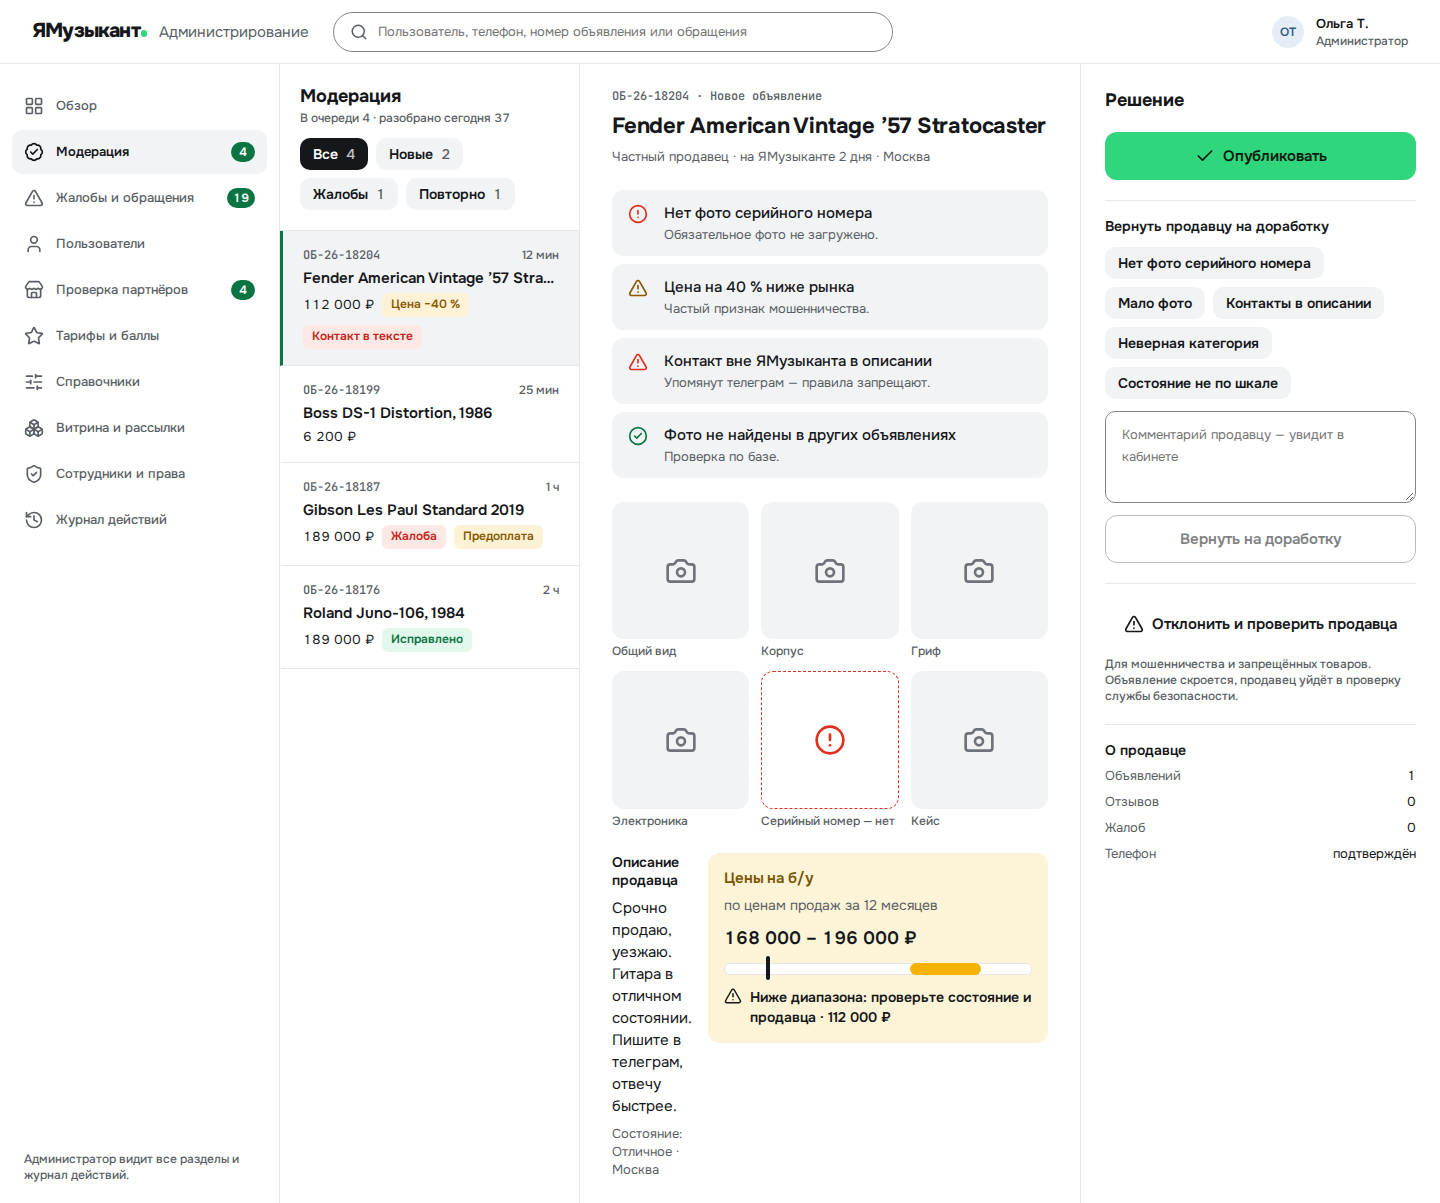 ЯМузыкант
Администрирование
Пользователь, телефон, номер объявления или обращения
ОТ
Ольга Т.
Администратор
Обзор
Модерация 4
Жалобы и обращения 19
Пользователи
Проверка партнёров 4
Тарифы и баллы
Справочники
Витрина и рассылки
Сотрудники и права
Журнал действий
Администратор видит все разделы и
журнал действий.
Модерация
В очереди 4 · разобрано сегодня 37
Все 4 Новые 2
Жалобы 1 Повторно 1
ОБ-26-18204 12 мин
Fender American Vintage ’57 Stra...
112 000 ₽ Цена −40 %
Контакт в тексте
ОБ-26-18199 25 мин
Boss DS-1 Distortion, 1986
6 200 ₽
ОБ-26-18187 1 ч
Gibson Les Paul Standard 2019
189 000 ₽ Жалоба Предоплата
ОБ-26-18176 2 ч
Roland Juno-106, 1984
189 000 ₽ Исправлено
ОБ-26-18204 · Новое объявление
Fender American Vintage ’57 Stratocaster
Частный продавец · на ЯМузыканте 2 дня · Москва
Нет фото серийного номера
Обязательное фото не загружено.
Цена на 40 % ниже рынка
Частый признак мошенничества.
Контакт вне ЯМузыканта в описании
Упомянут телеграм — правила запрещают.
Фото не найдены в других объявлениях
Проверка по базе.
Общий вид Корпус Гриф
Электроника Серийный номер — нет Кейс
Описание
продавца
Срочно
продаю,
уезжаю.
Гитара в
отличном
состоянии.
Пишите в
телеграм,
отвечу
быстрее.
Состояние:
Отличное ·
Москва
Цены на б/у
по ценам продаж за 12 месяцев
168 000 – 196 000 ₽
Ниже диапазона: проверьте состояние и
продавца · 112 000 ₽
Решение
Опубликовать
Вернуть продавцу на доработку
Нет фото серийного номера
Мало фото Контакты в описании
Неверная категория
Состояние не по шкале
Комментарий продавцу — увидит в
кабинете
Вернуть на доработку
Отклонить и проверить продавца
Для мошенничества и запрещённых товаров.
Объявление скроется, продавец уйдёт в проверку
службы безопасности.
О продавце
Объявлений 1
Отзывов 0
Жалоб 0
Телефон подтверждён